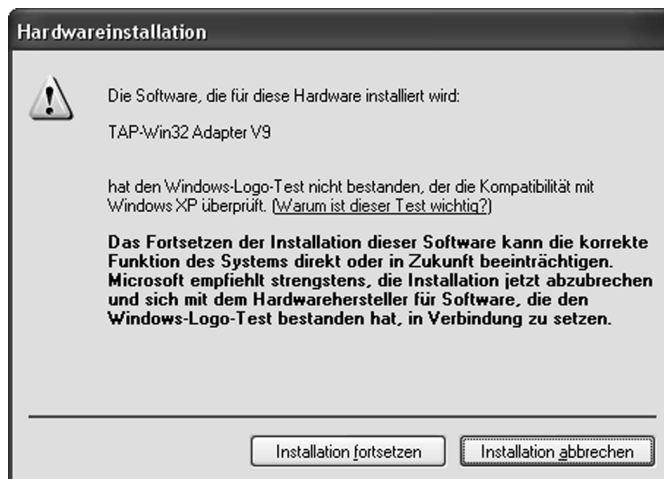 Hardwareinstallation
Die Software, die für diese Hardware installiert wird:
TAP-Win32 Adapter V9
hat den Windows-Logo-Test nicht bestanden, der die Kompatibilität mit
Windows XP überprüft. (Warum ist dieser Test wichtig?)
Das Fortsetzen der Installation dieser Software kann die korrekte
Funktion des Systems direkt oder in Zukunft beeinträchtigen.
Microsoft empfiehlt strengstens, die Installation jetzt abzubrechen
und sich mit dem Hardwarehersteller für Software, die den
Windows-Logo-Test bestanden hat, in Verbindung zu setzen.
Installation fortsetzen
Installation abbrechen